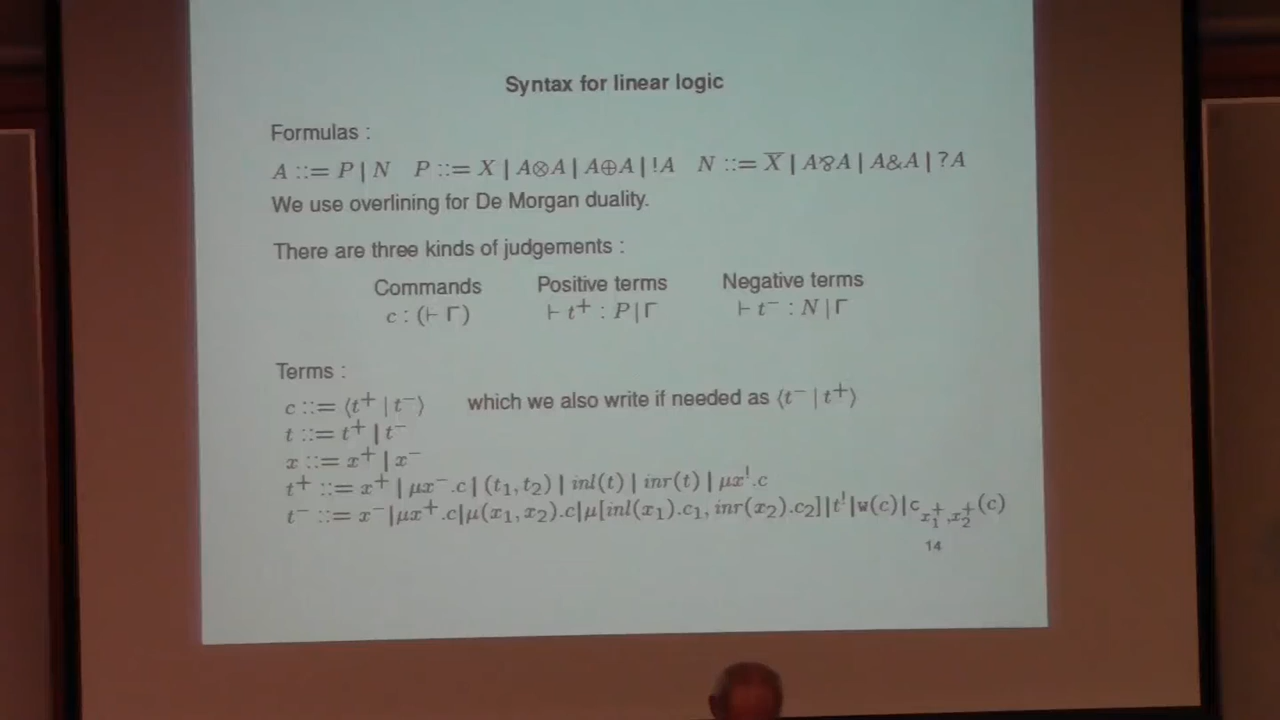 Syntax for linear logic
Formulas :
A ::= P | N   P ::= X | A⊗A | A⊕A | !A   N ::= X̅ | A⅋A | A&A | ?A
We use overlining for De Morgan duality.
There are three kinds of judgements :
Commands   Positive terms   Negative terms
c : (⊢ Γ)   ⊢ t⁺ : P | Γ   ⊢ t⁻ : N | Γ
Terms :
c ::= ⟨t⁺ | t⁻⟩   which we also write if needed as ⟨t⁻ | t⁺⟩
t ::= t⁺ | t⁻
x ::= x⁺ | x⁻
t⁺ ::= x⁺ | μx⁻.c | (t₁, t₂) | inl(t) | inr(t) | μx^!.c
t⁻ ::= x⁻|μx⁺.c|μ(x₁, x₂).c|μ[inl(x₁).c₁, inr(x₂).c₂]|t^!|w(c)|c_{x₁⁺,x₂⁺}(c)
14